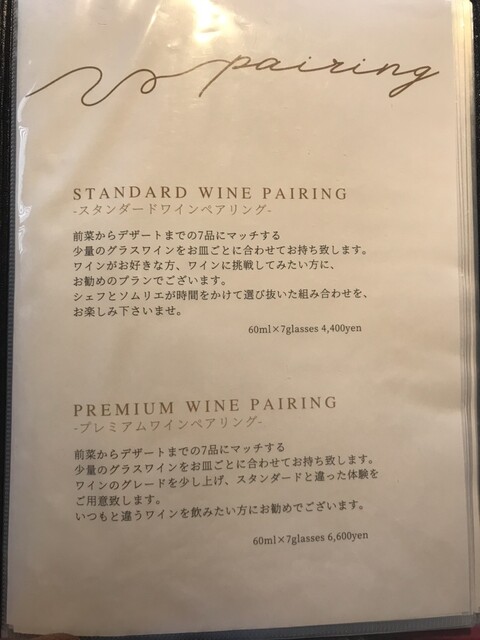 pairing
STANDARD WINE PAIRING
-スタンダードワインペアリング-
前菜からデザートまでの7品にマッチする
少量のグラスワインをお皿ごとに合わせてお持ち致します。
ワインがお好きな方、ワインに挑戦してみたい方に、
お勧めのプランでございます。
シェフとソムリエが時間をかけて選び抜いた組み合わせを、
お楽しみ下さいませ。
60ml×7glasses 4,400yen
PREMIUM WINE PAIRING
-プレミアムワインペアリング-
前菜からデザートまでの7品にマッチする
少量のグラスワインをお皿ごとに合わせてお持ち致します。
ワインのグレードを少し上げ、スタンダードと違った体験を
ご用意致します。
いつもと違うワインを飲みたい方にお勧めでございます。
60ml×7glasses 6,600yen